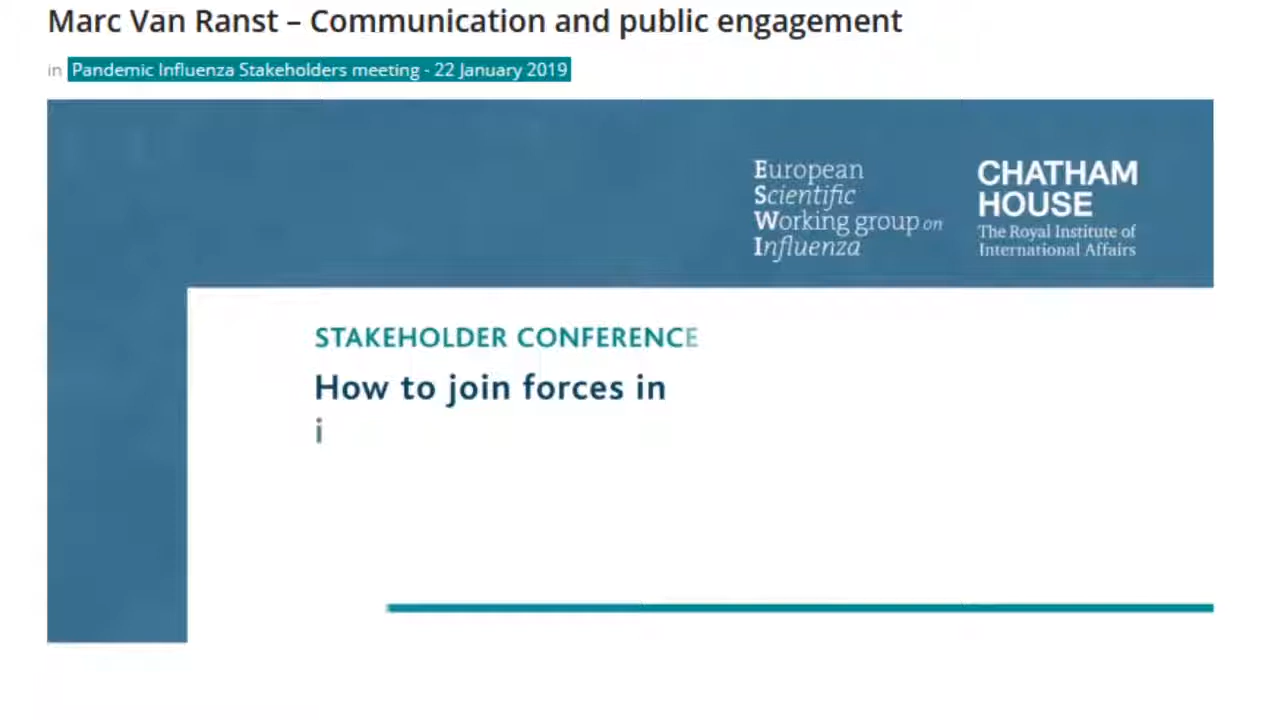 Marc Van Ranst – Communication and public engagement
in Pandemic Influenza Stakeholders meeting - 22 January 2019
European
Scientific
Working group on
Influenza
CHATHAM
HOUSE
The Royal Institute of
International Affairs
STAKEHOLDER CONFERENCE
How to join forces in
i